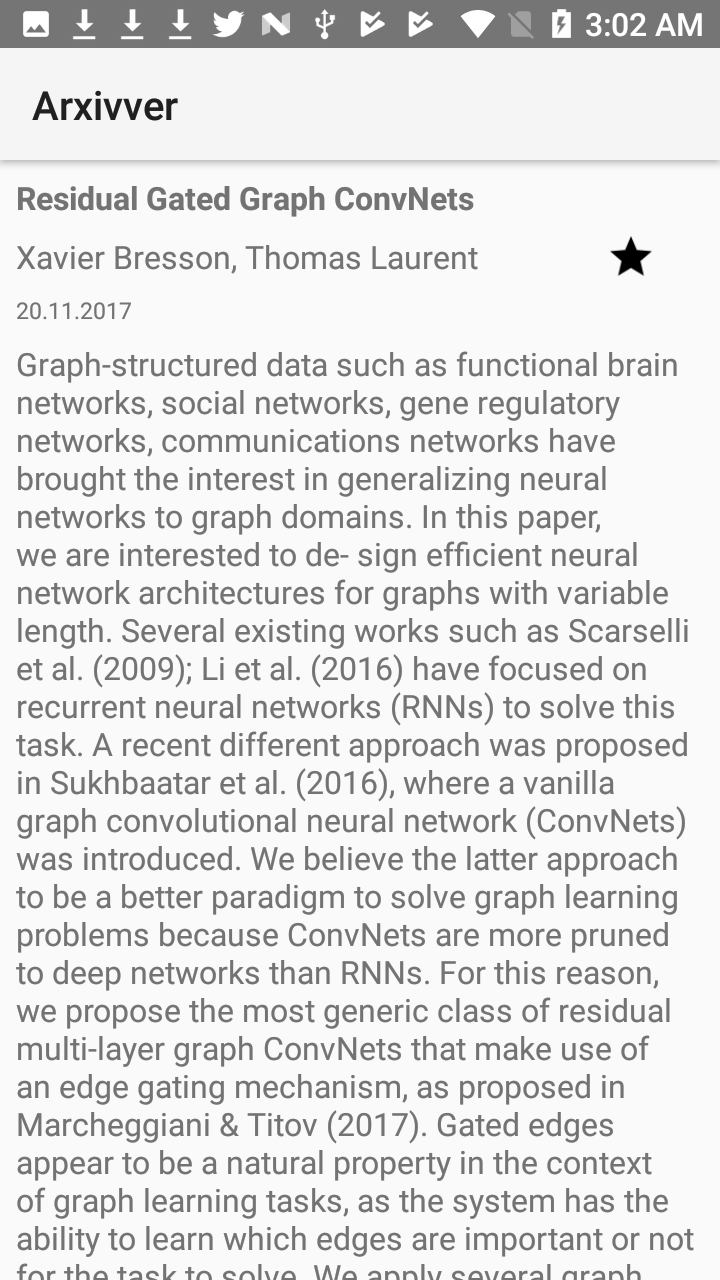 3:02 AM
Arxivver
Residual Gated Graph ConvNets
Xavier Bresson, Thomas Laurent
20.11.2017
Graph-structured data such as functional brain
networks, social networks, gene regulatory
networks, communications networks have
brought the interest in generalizing neural
networks to graph domains. In this paper,
we are interested to de- sign efficient neural
network architectures for graphs with variable
length. Several existing works such as Scarselli
et al. (2009); Li et al. (2016) have focused on
recurrent neural networks (RNNs) to solve this
task. A recent different approach was proposed
in Sukhbaatar et al. (2016), where a vanilla
graph convolutional neural network (ConvNets)
was introduced. We believe the latter approach
to be a better paradigm to solve graph learning
problems because ConvNets are more pruned
to deep networks than RNNs. For this reason,
we propose the most generic class of residual
multi-layer graph ConvNets that make use of
an edge gating mechanism, as proposed in
Marcheggiani & Titov (2017). Gated edges
appear to be a natural property in the context
of graph learning tasks, as the system has the
ability to learn which edges are important or not
for the task to solve. We apply several graph